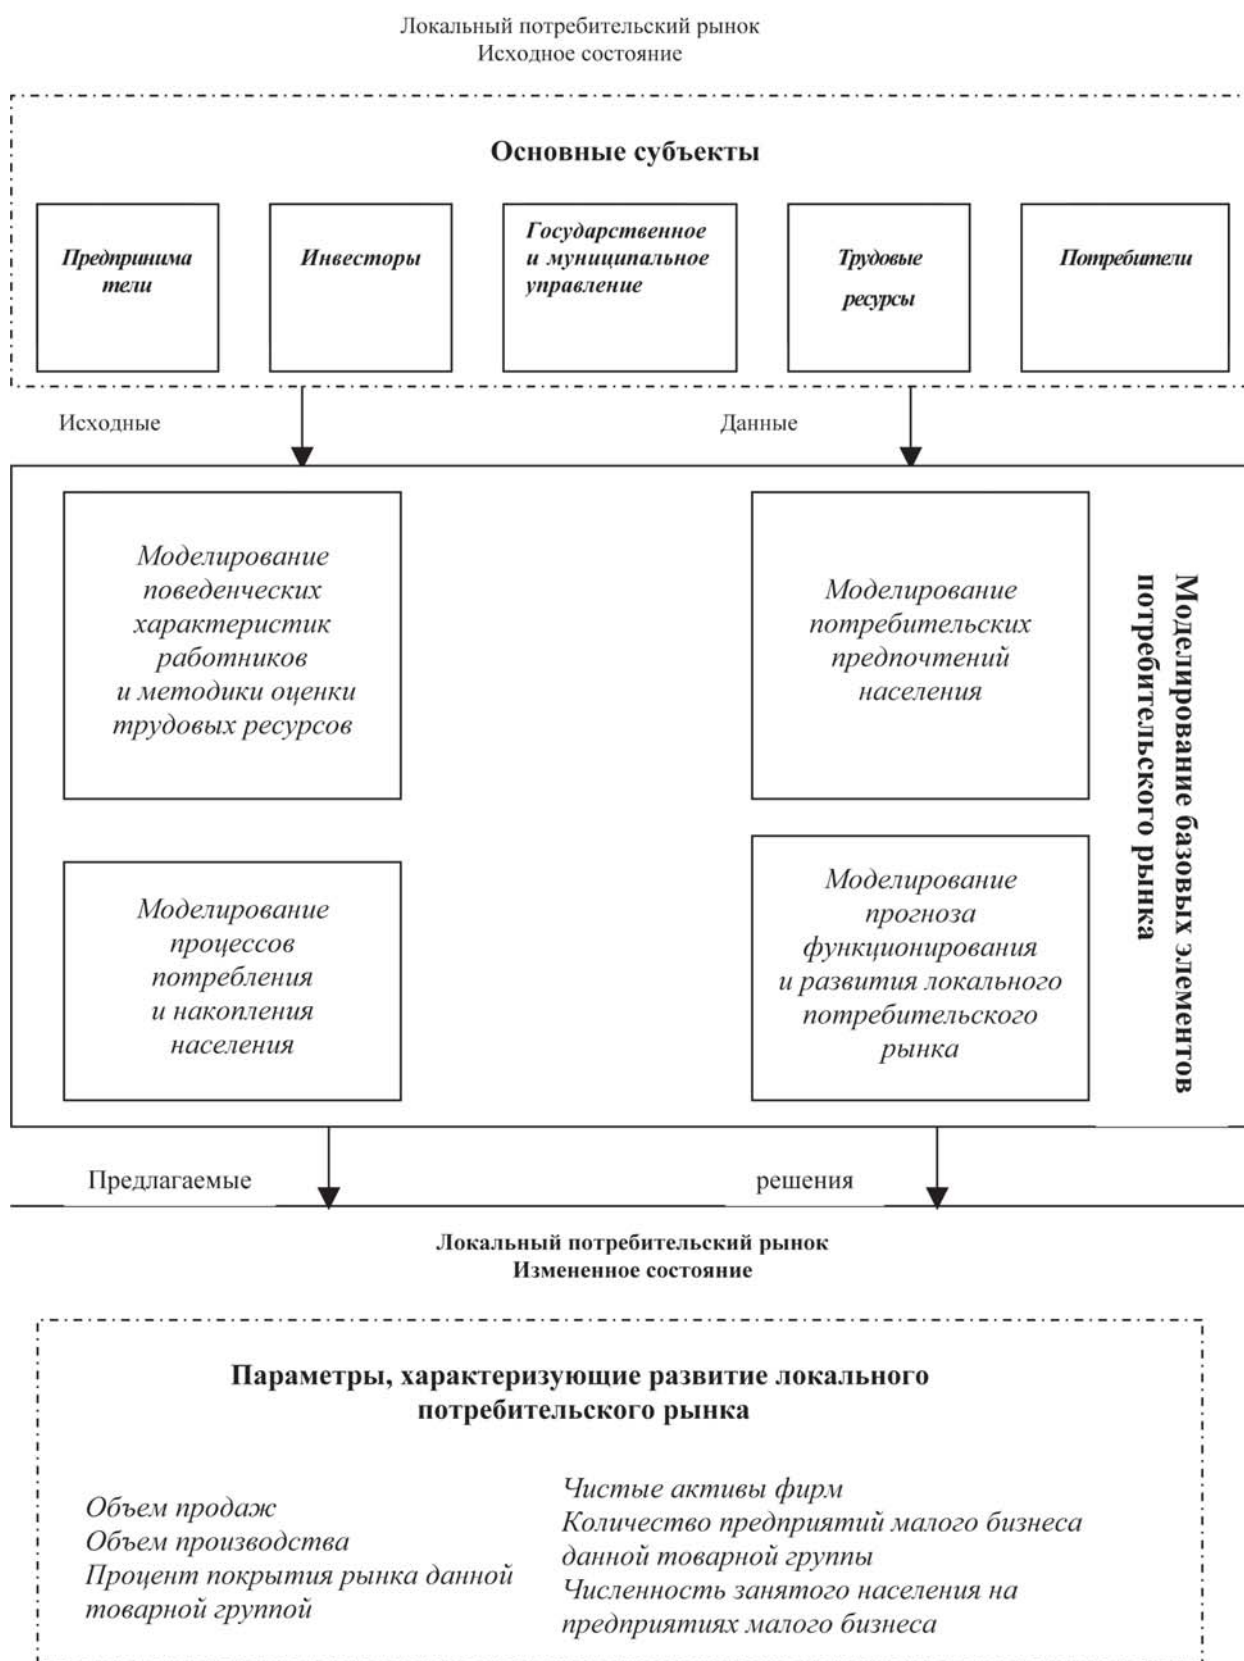 Локальный потребительский рынок
Исходное состояние
Основные субъекты
Предпринима
тели
Инвесторы
Государственное
и муниципальное
управление
Трудовые
ресурсы
Потребители
Исходные
Данные
Моделирование
поведенческих
характеристик
работников
и методики оценки
трудовых ресурсов
Моделирование
потребительских
предпочтений
населения
Моделирование базовых элементов
потребительского рынка
Моделирование
процессов
потребления
и накопления
населения
Моделирование
прогноза
функционирования
и развития локального
потребительского
рынка
Предлагаемые
решения
Локальный потребительский рынок
Измененное состояние
Параметры, характеризующие развитие локального
потребительского рынка
Объем продаж
Объем производства
Процент покрытия рынка данной
товарной группой
Чистые активы фирм
Количество предприятий малого бизнеса
данной товарной группы
Численность занятого населения на
предприятиях малого бизнеса